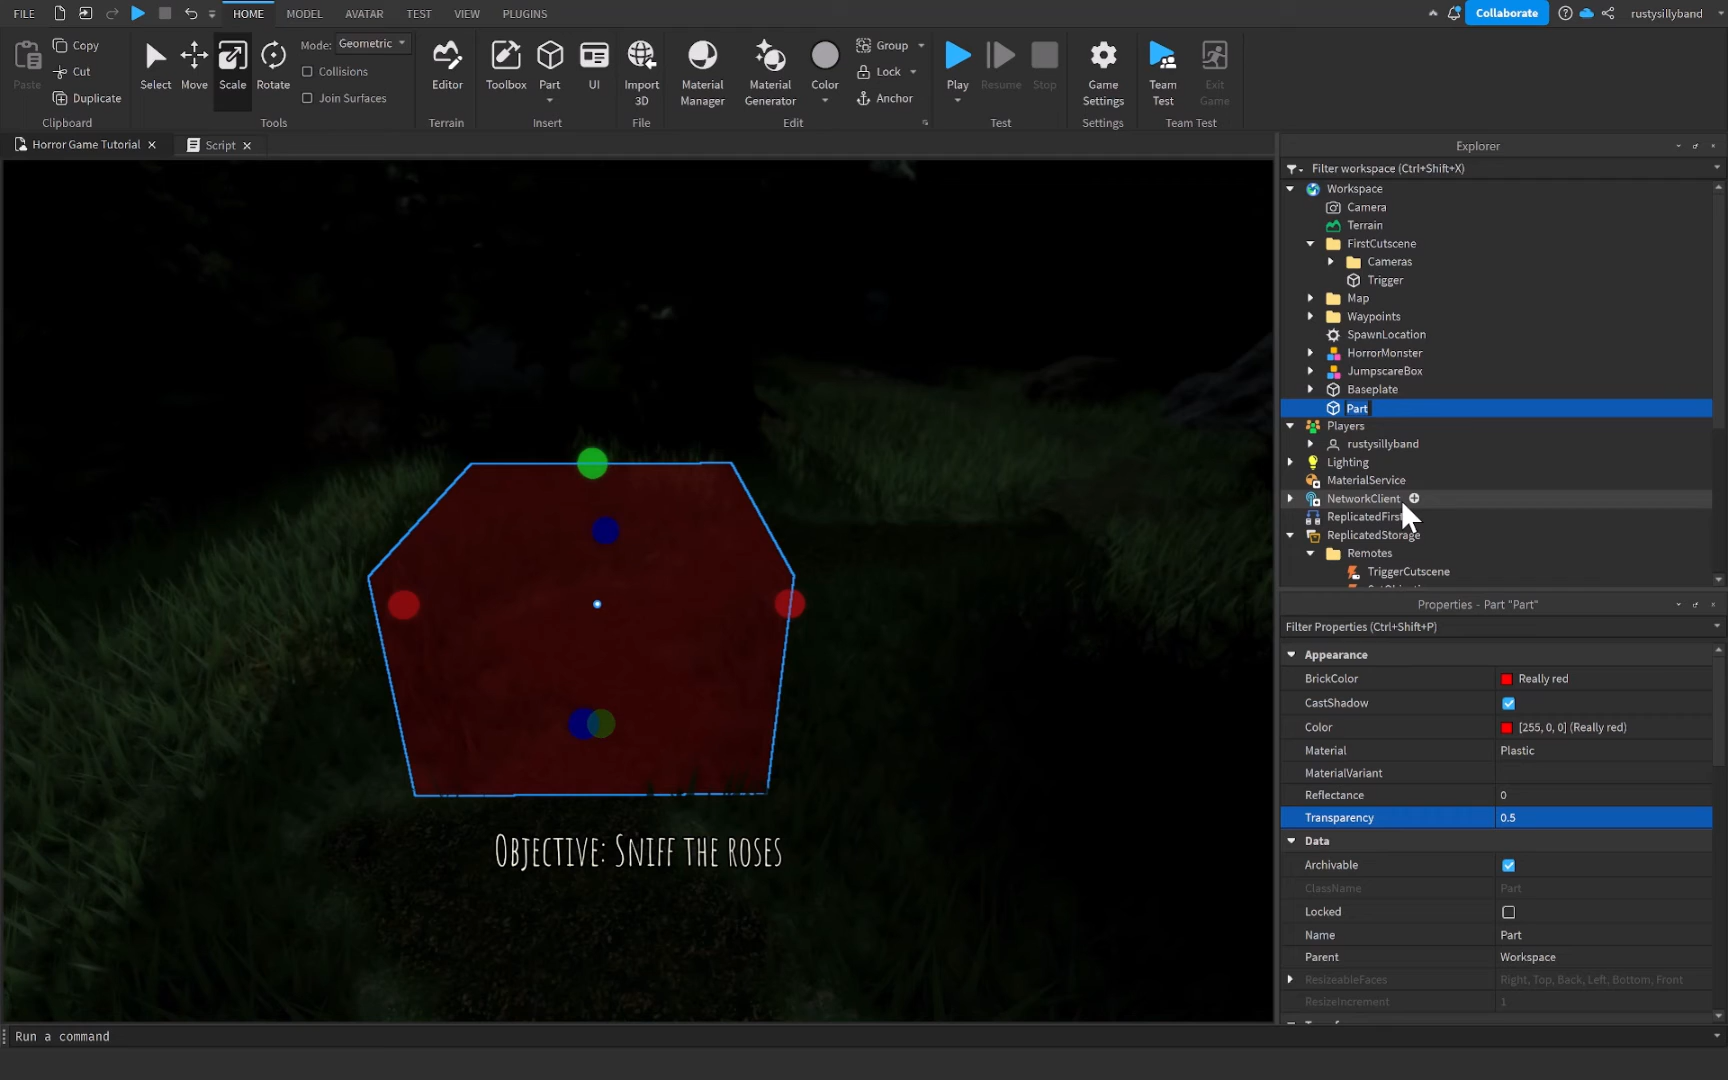 FILE
HOME
MODEL
AVATAR
TEST
VIEW
PLUGINS
Collaborate
rustysillyband
Paste
Copy
Cut
Duplicate
Clipboard
Select
Move
Scale
Rotate
Mode: Geometric
Collisions
Join Surfaces
Tools
Editor
Terrain
Toolbox
Part
UI
Insert
Import
3D
File
Material
Manager
Material
Generator
Color
Group
Lock
Anchor
Edit
Play
Resume
Stop
Test
Game
Settings
Settings
Team
Test
Exit
Game
Team Test
Horror Game Tutorial
Script
Objective: Sniff the roses
Explorer
Filter workspace (Ctrl+Shift+X)
Workspace
Camera
Terrain
FirstCutscene
Cameras
Trigger
Map
Waypoints
SpawnLocation
HorrorMonster
JumpscareBox
Baseplate
Part
Players
rustysillyband
Lighting
MaterialService
NetworkClient
ReplicatedFirst
ReplicatedStorage
Remotes
TriggerCutscene
Properties - Part "Part"
Filter Properties (Ctrl+Shift+P)
Appearance
BrickColor Really red
CastShadow
Color [255, 0, 0] (Really red)
Material Plastic
MaterialVariant
Reflectance 0
Transparency 0.5
Data
Archivable
ClassName Part
Locked
Name Part
Parent Workspace
ResizeableFaces Right, Top, Back, Left, Bottom, Front
ResizeIncrement 1
Run a command